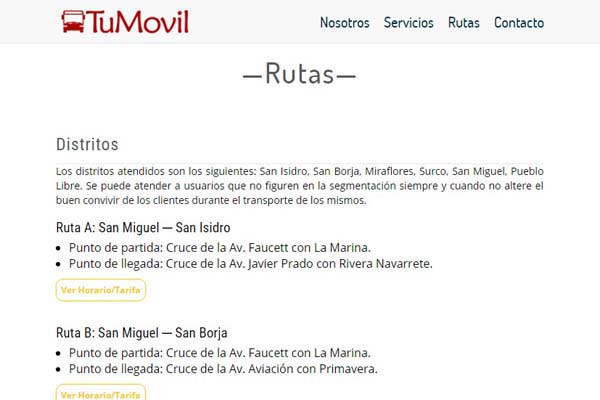 TuMovil
Nosotros Servicios Rutas Contacto
—Rutas—
Distritos
Los distritos atendidos son los siguientes: San Isidro, San Borja, Miraflores, Surco, San Miguel, Pueblo
Libre. Se puede atender a usuarios que no figuren en la segmentación siempre y cuando no altere el
buen convivir de los clientes durante el transporte de los mismos.
Ruta A: San Miguel — San Isidro
• Punto de partida: Cruce de la Av. Faucett con La Marina.
• Punto de llegada: Cruce de la Av. Javier Prado con Rivera Navarrete.
Ver Horario/Tarifa
Ruta B: San Miguel — San Borja
• Punto de partida: Cruce de la Av. Faucett con La Marina.
• Punto de llegada: Cruce de la Av. Aviación con Primavera.
Ver Horario/Tarifa